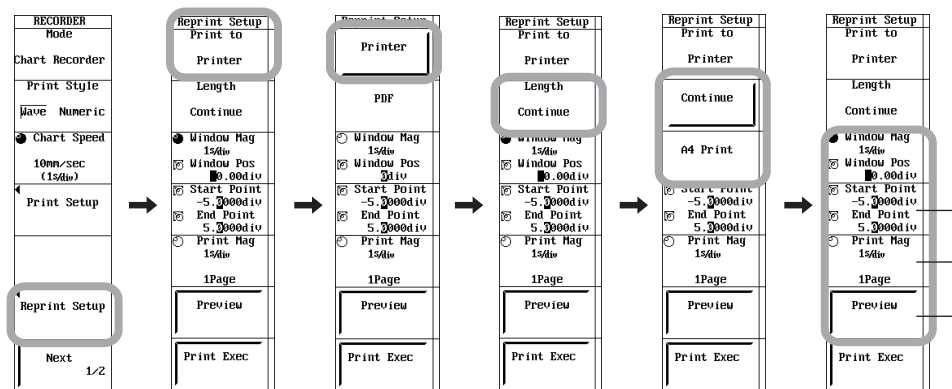 RECORDER
Mode
Chart Recorder
Print Style
Wave Numeric
Chart Speed
10mm/sec
(1s/div)
Print Setup
Reprint Setup
Next
1/2
Reprint Setup
Print to
Printer
Length
Continue
Window Mag
1s/div
Window Pos
0.00div
Start Point
-5.0000div
End Point
5.0000div
Print Mag
1s/div
1Page
Preview
Print Exec
Reprint Setup
Printer
PDF
Window Mag
1s/div
Window Pos
0div
Start Point
-5.0000div
End Point
5.0000div
Print Mag
1s/div
1Page
Preview
Print Exec
Reprint Setup
Print to
Printer
Length
Continue
Window Mag
1s/div
Window Pos
0.00div
Start Point
-5.0000div
End Point
5.0000div
Print Mag
1s/div
1Page
Preview
Print Exec
Reprint Setup
Print to
Printer
Continue
A4 Print
Start Point
-5.0000div
End Point
5.0000div
Print Mag
1s/div
1Page
Preview
Print Exec
Reprint Setup
Print to
Printer
Length
Continue
Window Mag
1s/div
Window Pos
0.00div
Start Point
-5.0000div
End Point
5.0000div
Print Mag
1s/div
1Page
Preview
Print Exec